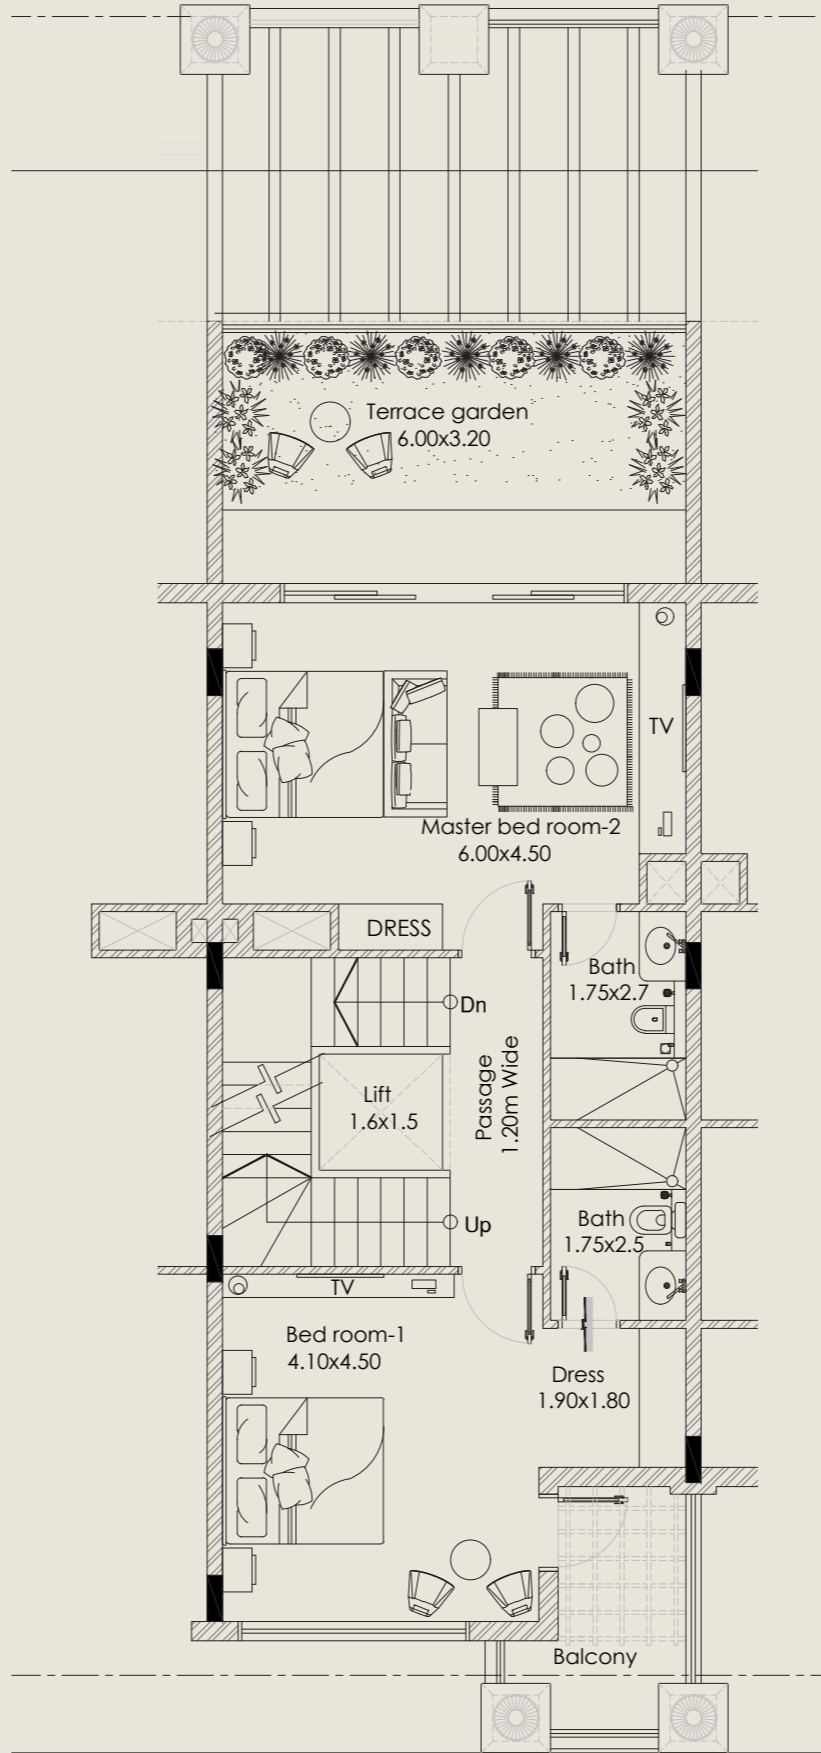 Terrace garden
6.00x3.20
TV
Master bed room-2
6.00x4.50
DRESS
Bath
1.75x2.7
Dn
Lift
1.6x1.5
Passage
1.20m Wide
Up
Bath
1.75x2.5
TV
Bed room-1
4.10x4.50
Dress
1.90x1.80
Balcony